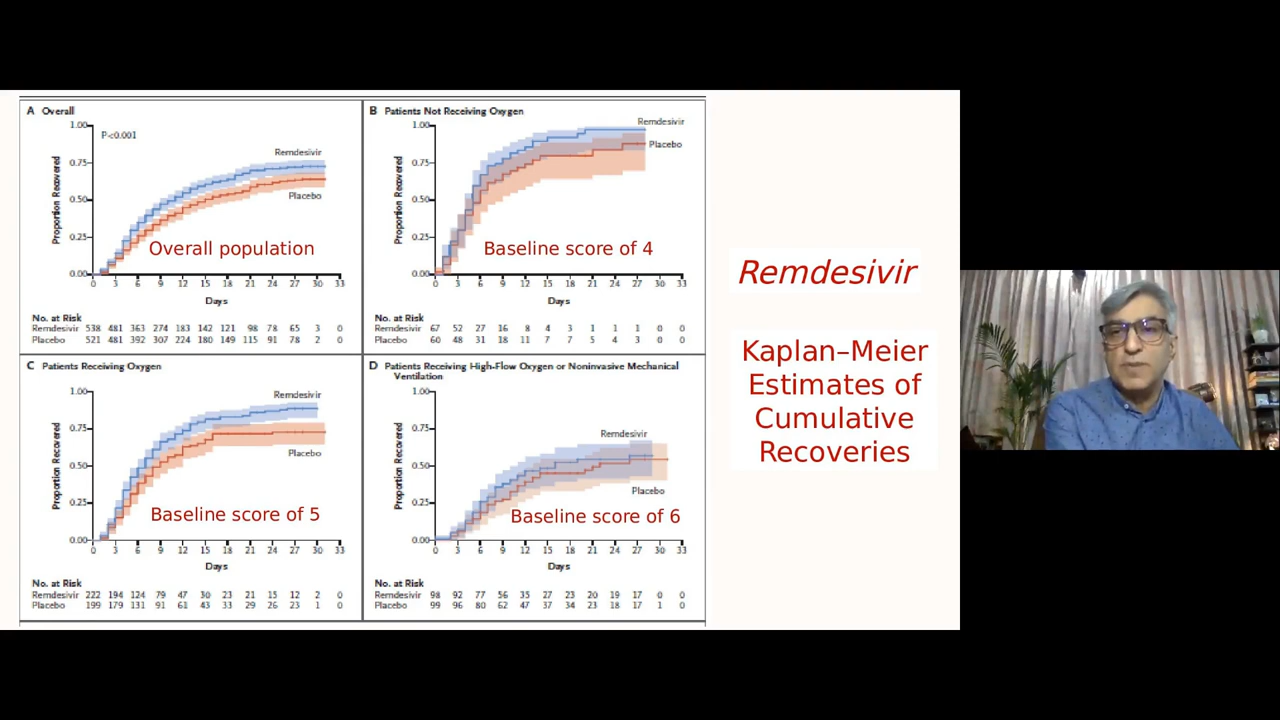 A Overall
1.00
P<0.001
Remdesivir
0.75
Proportion Recovered
0.50
Placebo
0.25
Overall population
0.00
0 3 6 9 12 15 18 21 24 27 30 33
Days
No. at Risk
Remdesivir 538 481 363 274 183 142 121 98 78 65 3 0
Placebo 521 481 392 307 224 180 149 115 91 78 2 0
B Patients Not Receiving Oxygen
Remdesivir
1.00
Placebo
0.75
Proportion Recovered
0.50
0.25
Baseline score of 4
0.00
0 3 6 9 12 15 18 21 24 27 30 33
Days
No. at Risk
Remdesivir 67 52 27 16 8 4 3 1 1 1 0 0
Placebo 60 48 31 18 11 7 7 5 4 3 0 0
C Patients Receiving Oxygen
1.00
Remdesivir
0.75
Proportion Recovered
Placebo
0.50
0.25
Baseline score of 5
0.00
0 3 6 9 12 15 18 21 24 27 30 33
Days
No. at Risk
Remdesivir 222 194 124 79 47 30 23 21 15 12 2 0
Placebo 199 179 131 91 61 43 33 29 26 23 1 0
D Patients Receiving High-Flow Oxygen or Noninvasive Mechanical
Ventilation
1.00
Remdesivir
0.75
Proportion Recovered
0.50
Placebo
0.25
Baseline score of 6
0.00
0 3 6 9 12 15 18 21 24 27 30 33
Days
No. at Risk
Remdesivir 98 92 77 56 35 27 23 20 19 17 0 0
Placebo 99 96 80 62 47 37 34 23 18 17 1 0
Remdesivir
Kaplan–Meier
Estimates of
Cumulative
Recoveries